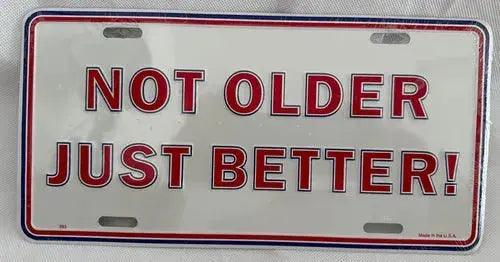 NOT OLDER
JUST BETTER!
Made in the U.S.A.